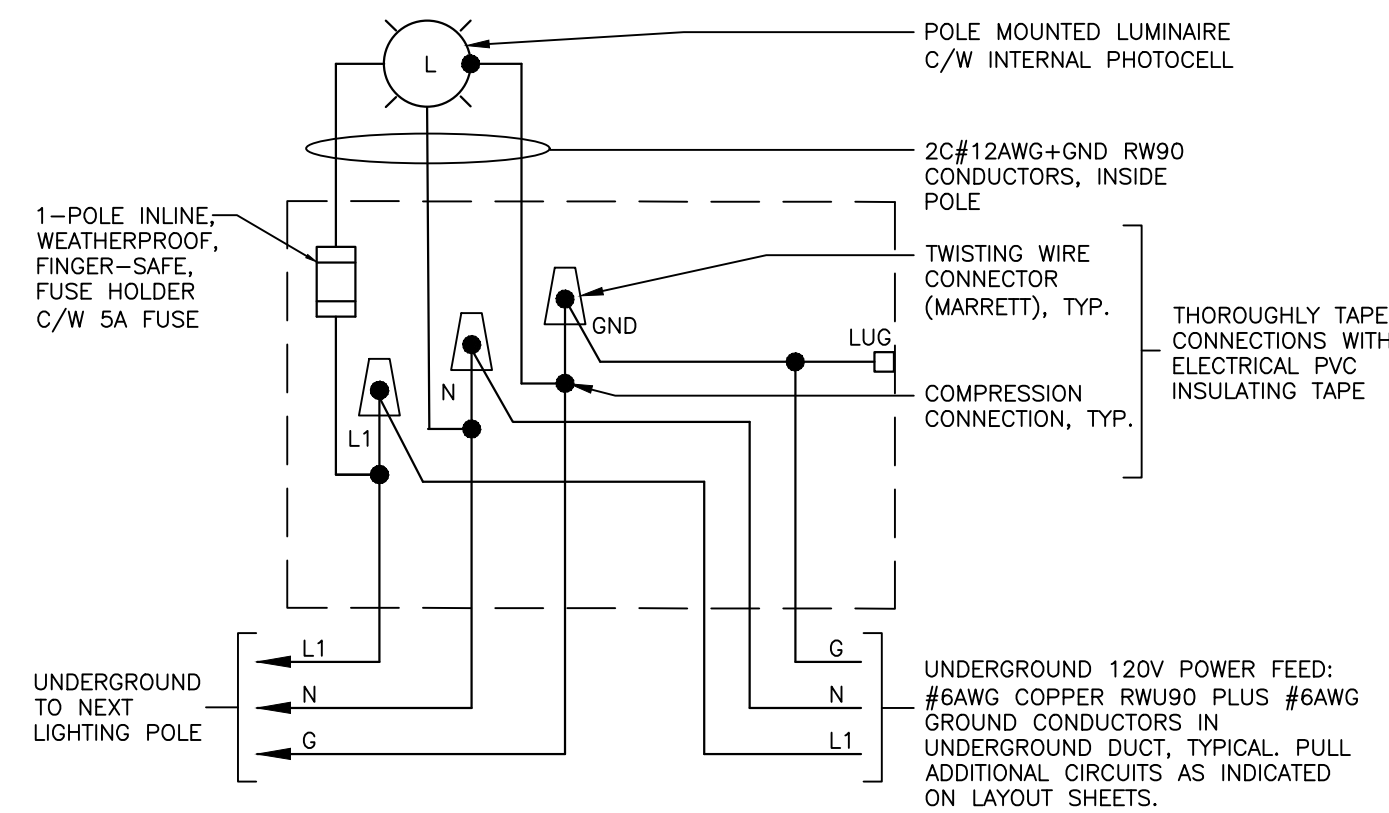 POLE MOUNTED LUMINAIRE
C/W INTERNAL PHOTOCELL
L
2C#12AWG+GND RW90
CONDUCTORS, INSIDE
POLE
1-POLE INLINE,
WEATHERPROOF,
FINGER-SAFE,
FUSE HOLDER
C/W 5A FUSE
TWISTING WIRE
CONNECTOR
(MARRETT), TYP.
GND
LUG
N
L1
COMPRESSION
CONNECTION, TYP.
THOROUGHLY TAPE
CONNECTIONS WITH
ELECTRICAL PVC
INSULATING TAPE
UNDERGROUND
TO NEXT
LIGHTING POLE
L1
N
G
G
N
L1
UNDERGROUND 120V POWER FEED:
#6AWG COPPER RWU90 PLUS #6AWG
GROUND CONDUCTORS IN
UNDERGROUND DUCT, TYPICAL. PULL
ADDITIONAL CIRCUITS AS INDICATED
ON LAYOUT SHEETS.